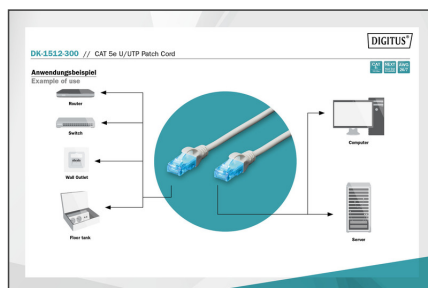 DIGITUS®
DK-1512-300 // CAT 5e U/UTP Patch Cord
Anwendungsbeispiel
Example of use
Router
Switch
Wall Outlet
Floor tank
Computer
Server